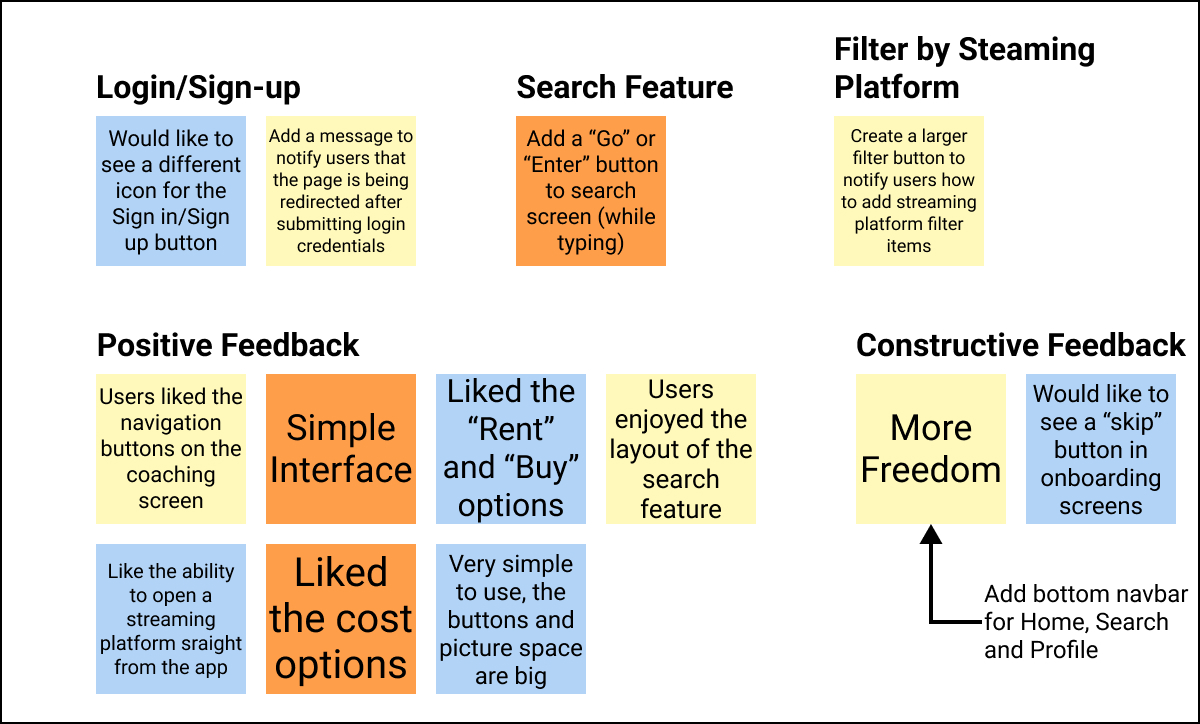 Login/Sign-up
Would like to
see a different
icon for the
Sign in/Sign
up button
Add a message to
notify users that
the page is being
redirected after
submitting login
credentials
Search Feature
Add a “Go” or
“Enter” button
to search
screen (while
typing)
Filter by Steaming
Platform
Create a larger
filter button to
notify users how
to add streaming
platform filter
items
Positive Feedback
Users liked the
navigation
buttons on the
coaching
screen
Simple
Interface
Liked the
“Rent”
and “Buy”
options
Users
enjoyed the
layout of the
search
feature
Like the ability
to open a
streaming
platform sraight
from the app
Liked
the cost
options
Very simple
to use, the
buttons and
picture space
are big
Constructive Feedback
More
Freedom
Would like to
see a “skip”
button in
onboarding
screens
Add bottom navbar
for Home, Search
and Profile